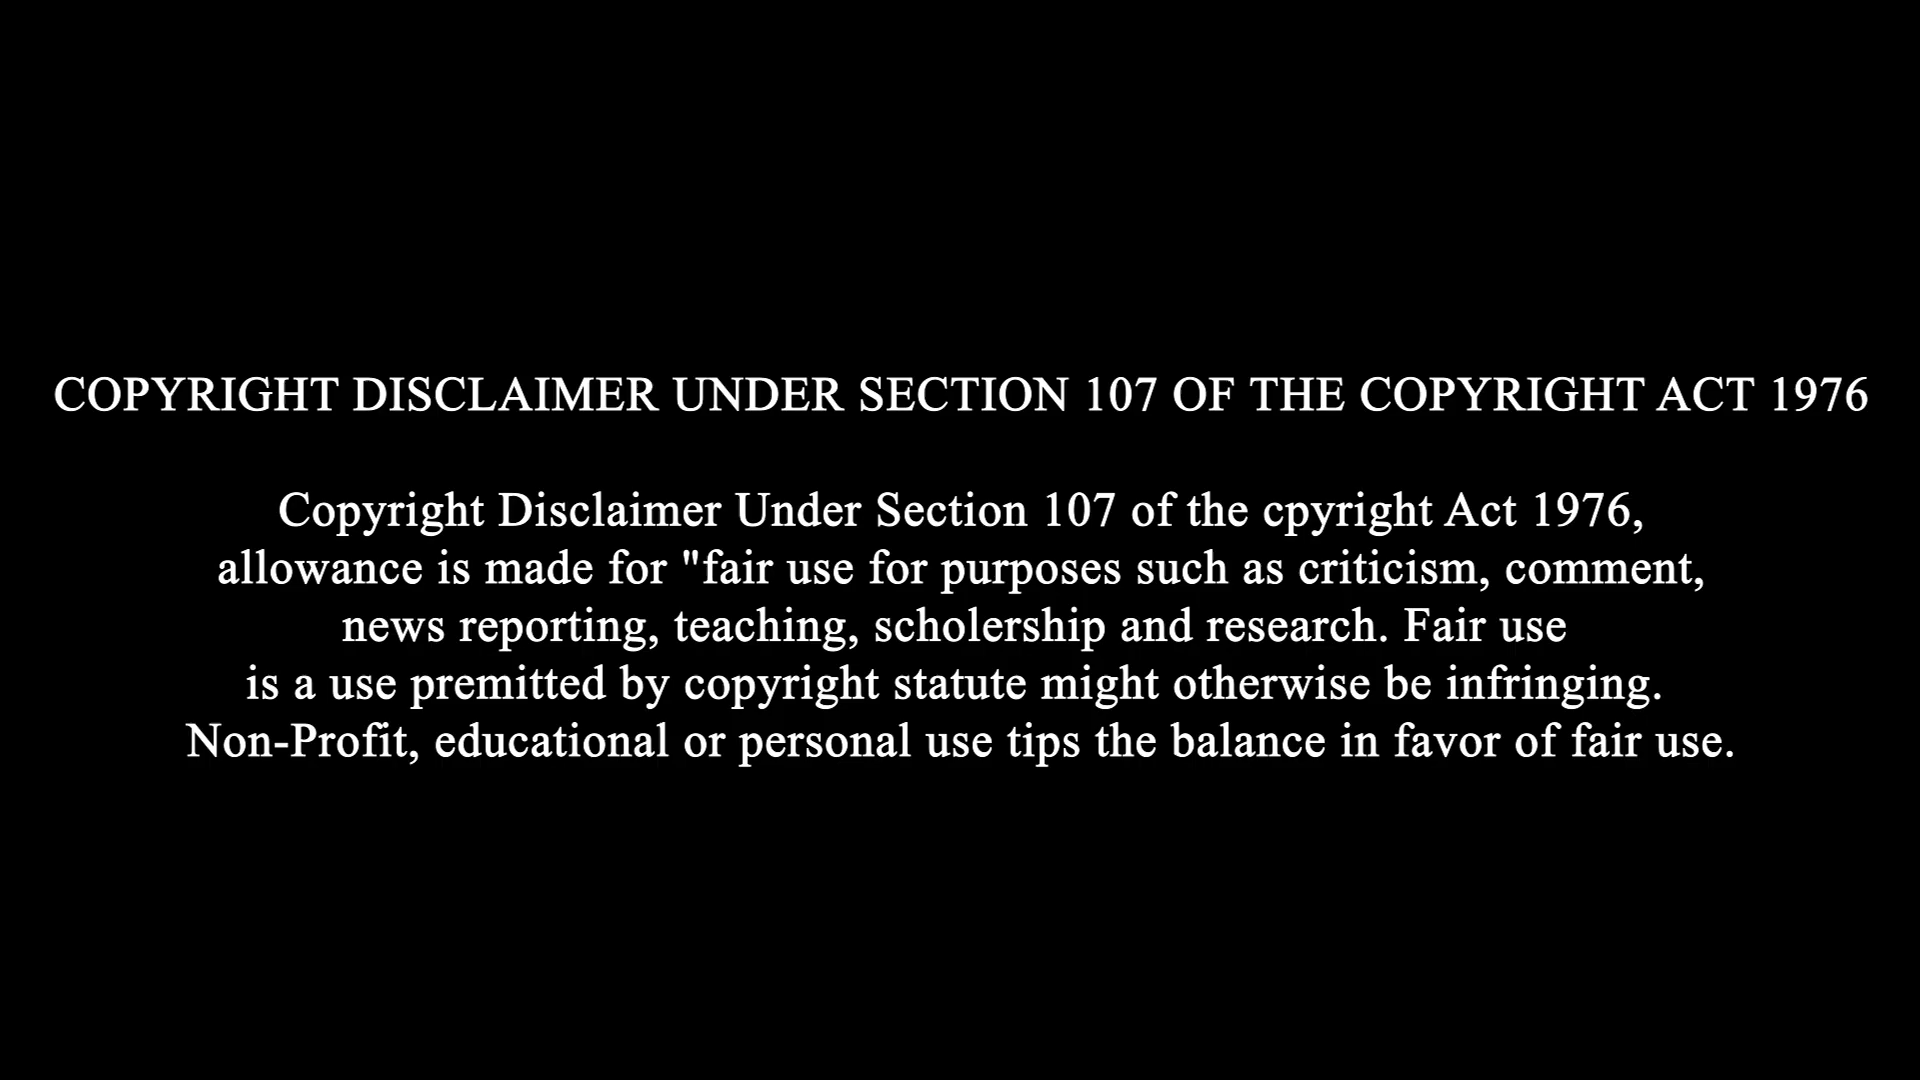 COPYRIGHT DISCLAIMER UNDER SECTION 107 OF THE COPYRIGHT ACT 1976
Copyright Disclaimer Under Section 107 of the cpyright Act 1976,
allowance is made for "fair use for purposes such as criticism, comment,
news reporting, teaching, scholership and research. Fair use
is a use premitted by copyright statute might otherwise be infringing.
Non-Profit, educational or personal use tips the balance in favor of fair use.